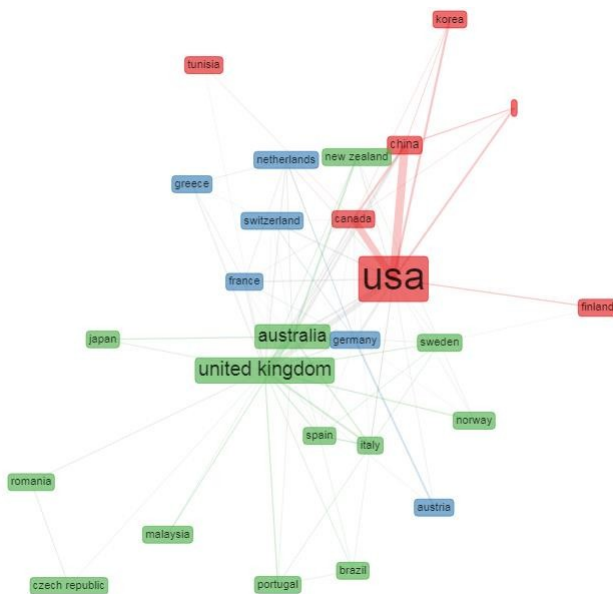 korea
tunisia
china
new zealand
netherlands
greece
canada
switzerland
usa
france
finland
australia
germany
japan
sweden
united kingdom
norway
spain
italy
romania
austria
malaysia
brazil
czech republic
portugal